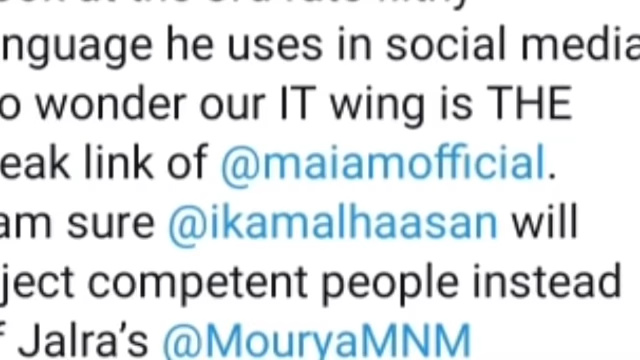 nguage he uses in social media
o wonder our IT wing is THE
eak link of @maiamofficial.
am sure @ikamalhaasan will
ject competent people instead
f Jalra's @MouryaMNM